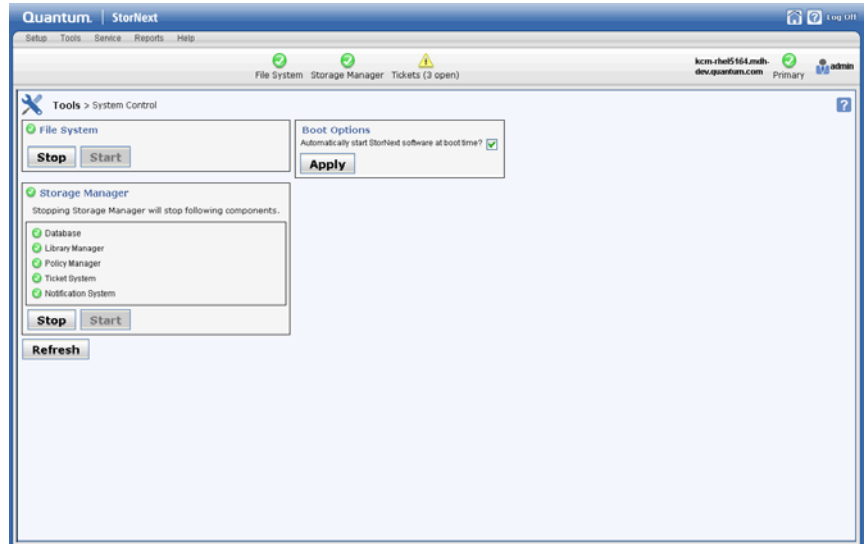 Quantum. | StorNext
Log Off
Setup Tools Service Reports Help
File System Storage Manager Tickets (3 open)
kcm-rhel5164.mdh-
dev.quantum.com
Primary
admin
Tools > System Control
?
File System
Stop Start
Boot Options
Automatically start StorNext software at boot time?
Apply
Storage Manager
Stopping Storage Manager will stop following components.
Database
Library Manager
Policy Manager
Ticket System
Notification System
Stop Start
Refresh